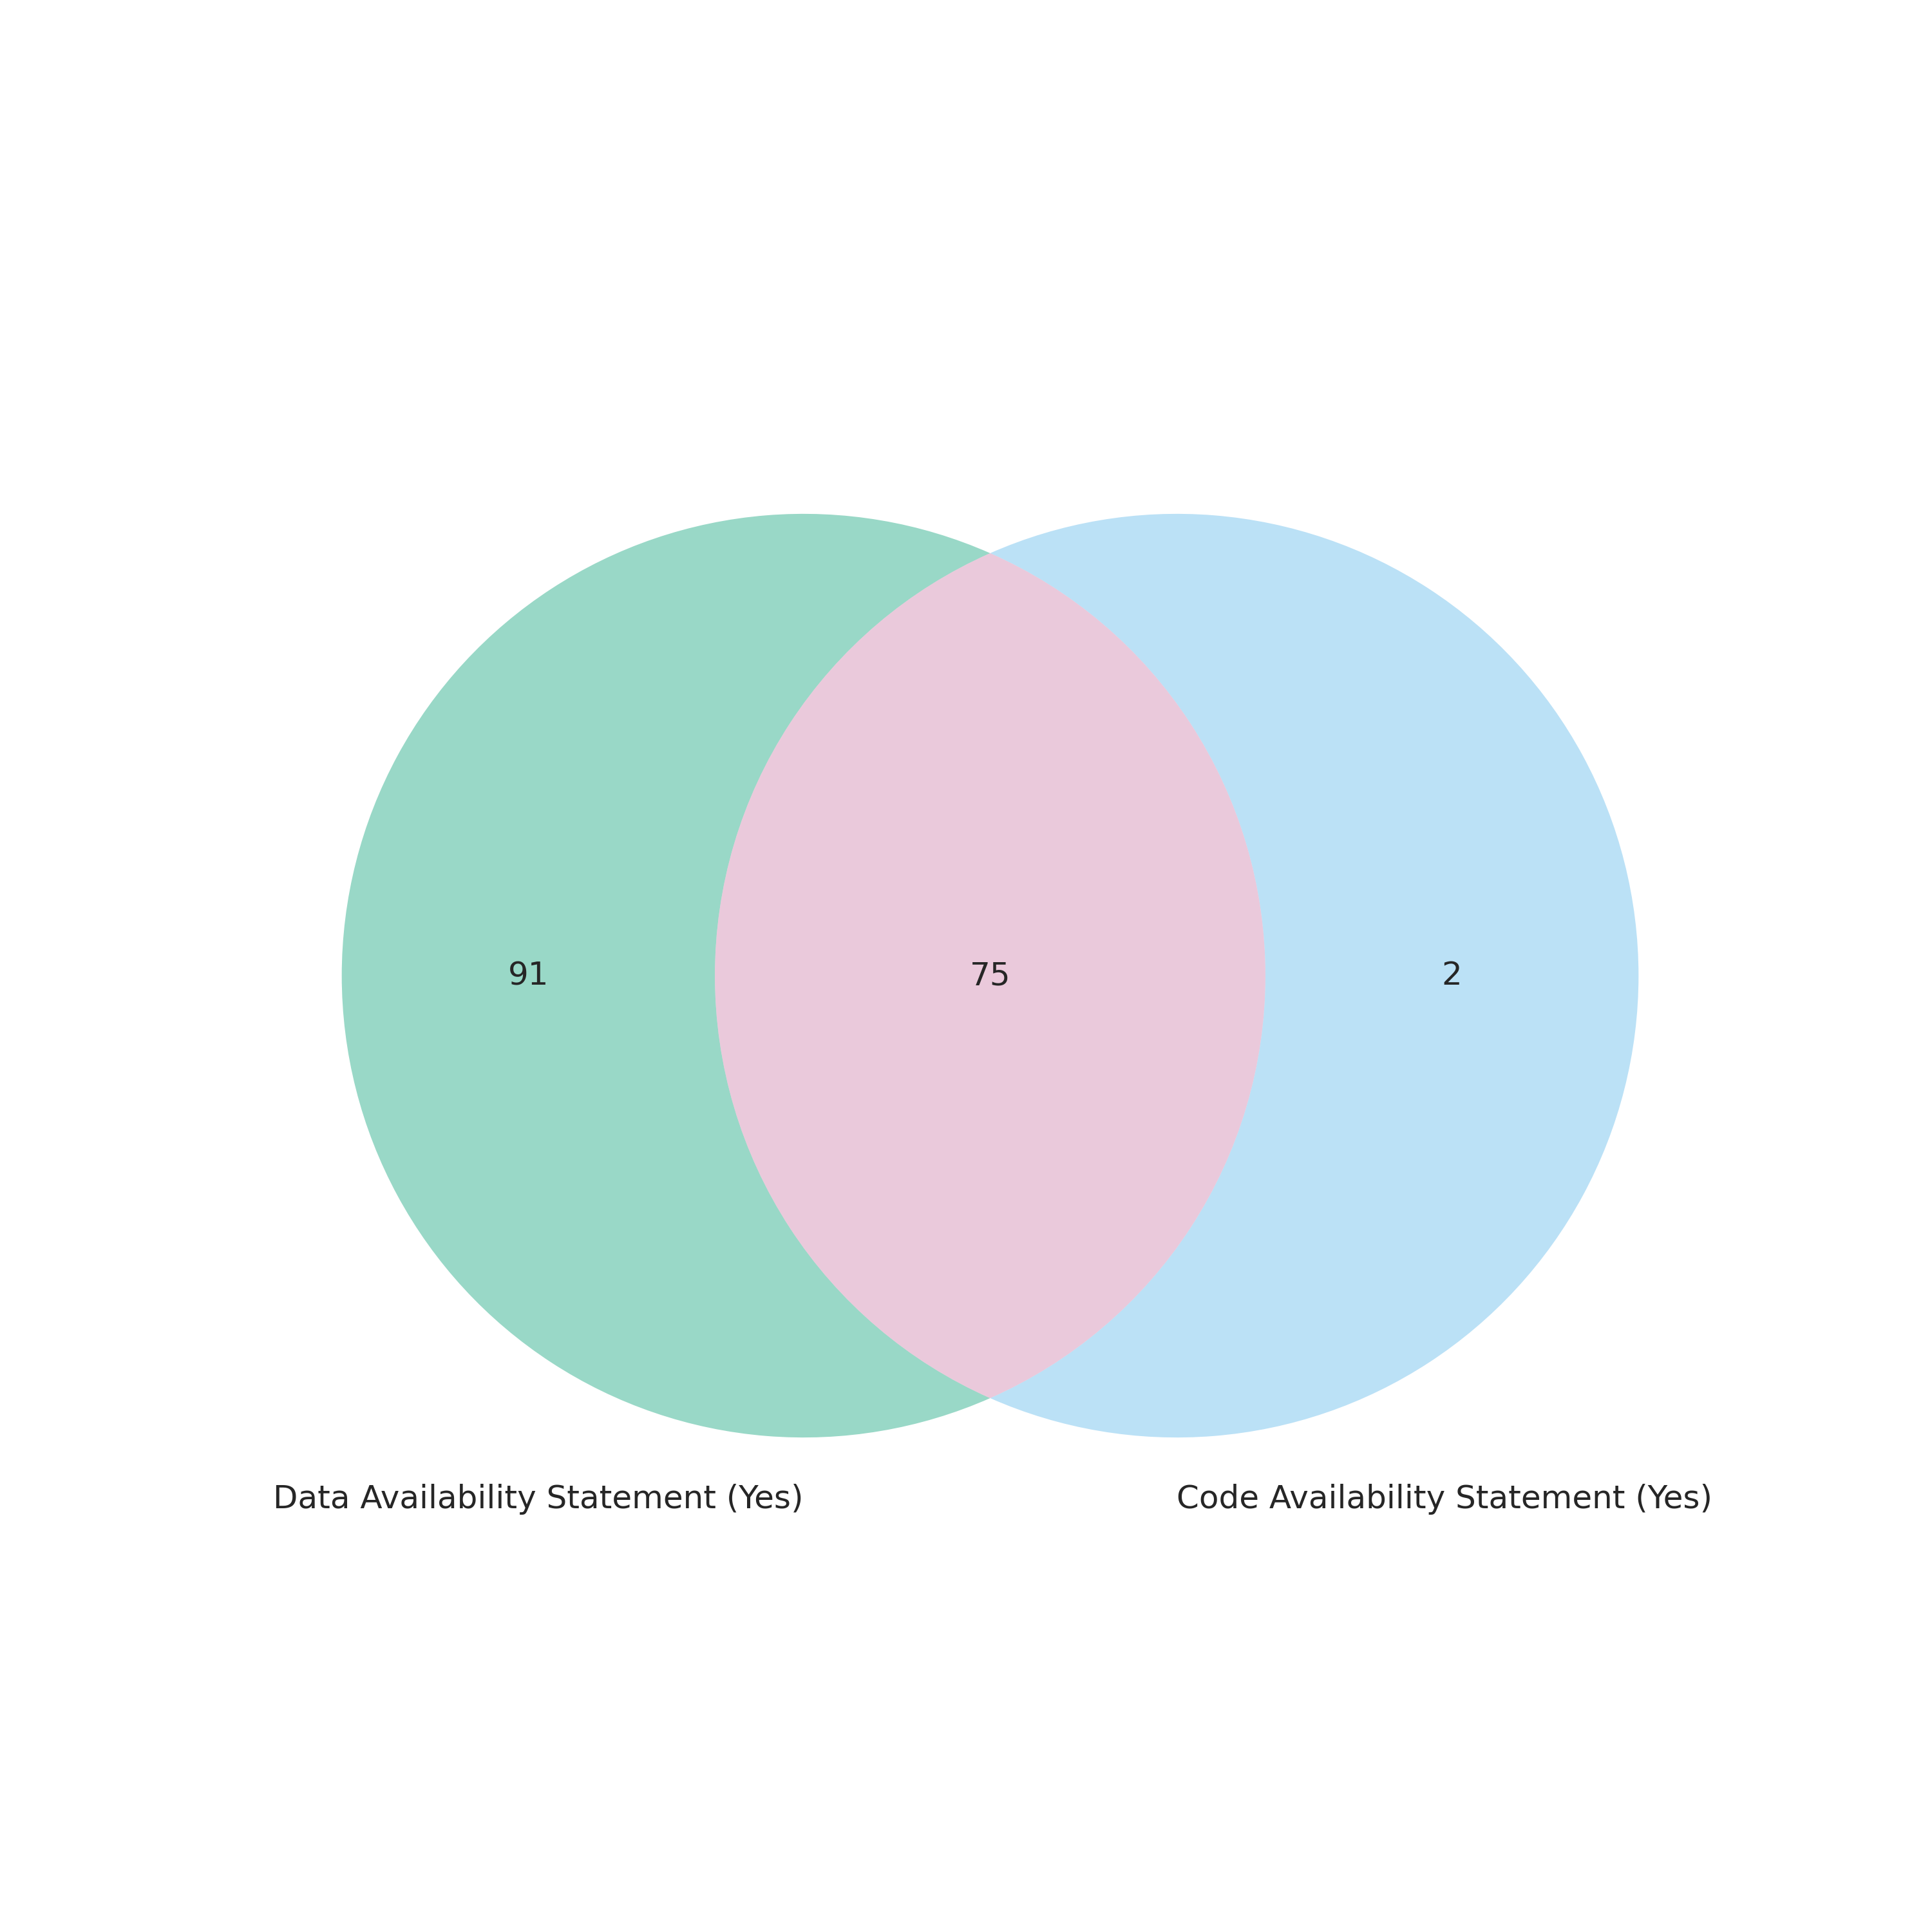 91
75
2
Data Availability Statement (Yes)
Code Availability Statement (Yes)